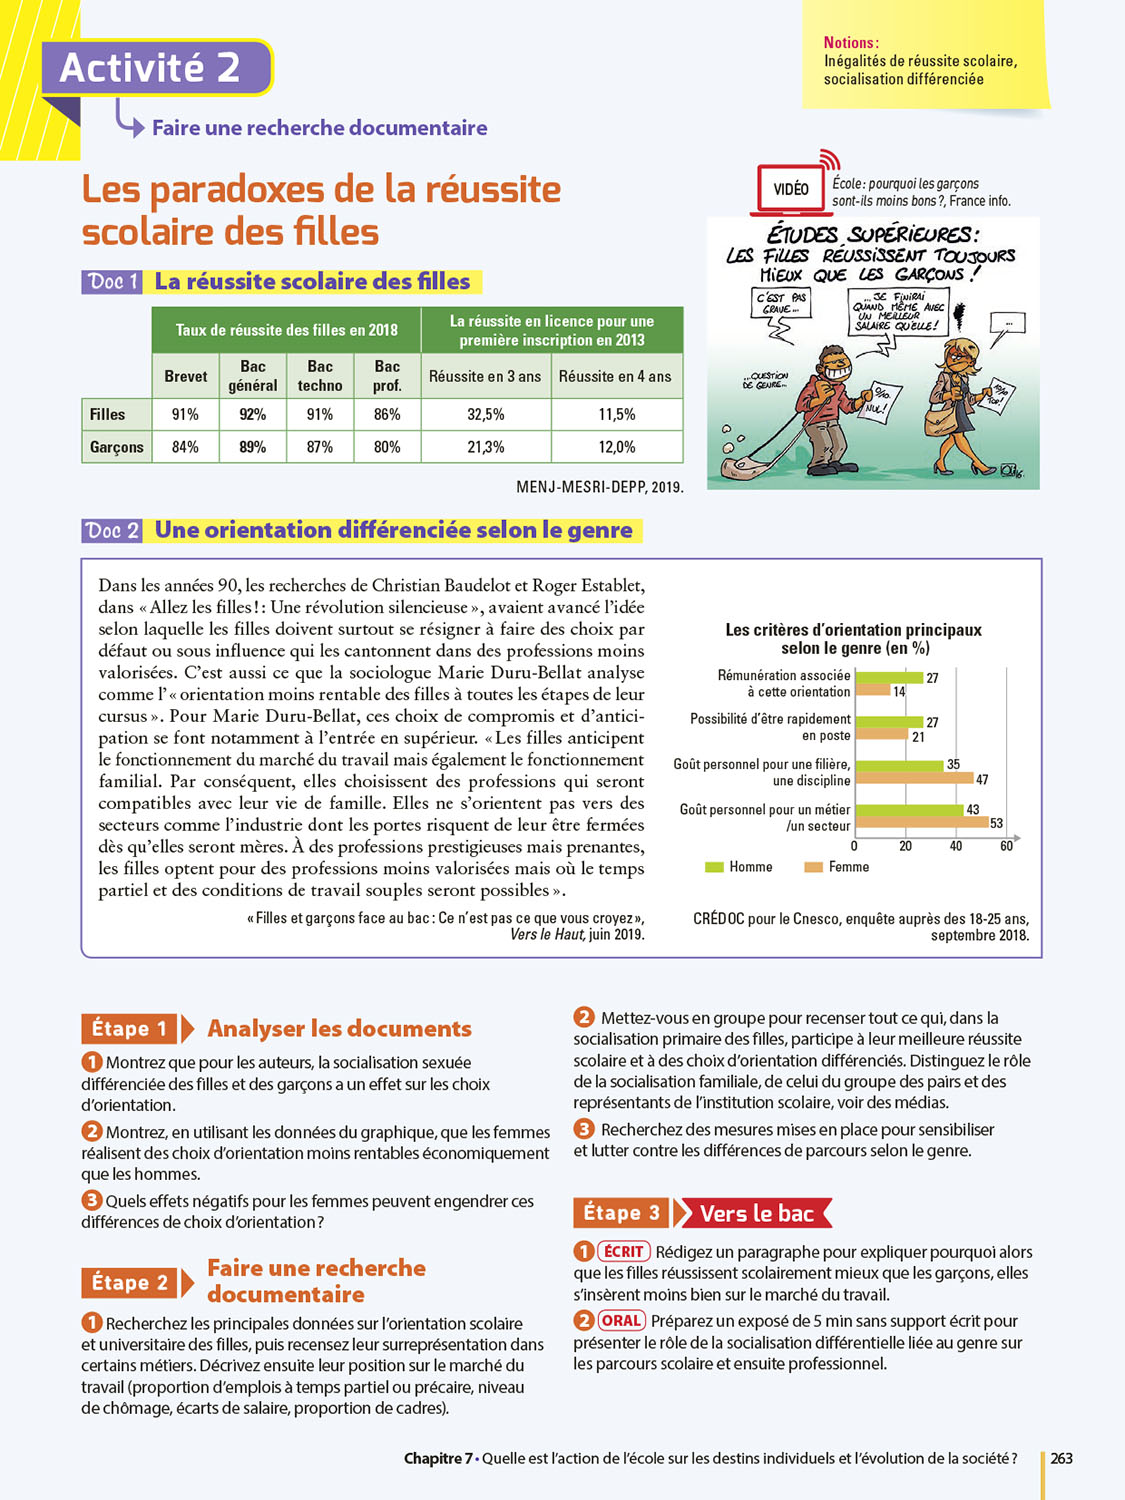 Activité 2
Faire une recherche documentaire
Notions :
Inégalités de réussite scolaire,
socialisation différenciée
Les paradoxes de la réussite
scolaire des filles
VIDÉO
École : pourquoi les garçons
sont-ils moins bons ?, France info.
ÉTUDES SUPÉRIEURES :
LES FILLES RÉUSSISSENT TOUJOURS
MIEUX QUE LES GARÇONS !
C'EST PAS
GRAVE...
...JE FINIRAI
QUAND MÊME AVEC
UN MEILLEUR
SALAIRE QU'ELLE !
...
...QUESTION
DE GENRE...
NUL !
TOP !
Doc 1 La réussite scolaire des filles
Taux de réussite des filles en 2018
La réussite en licence pour une
première inscription en 2013
Brevet Bac général Bac techno Bac prof. Réussite en 3 ans Réussite en 4 ans
Filles 91% 92% 91% 86% 32,5% 11,5%
Garçons 84% 89% 87% 80% 21,3% 12,0%
MENJ-MESRI-DEPP, 2019.
Doc 2 Une orientation différenciée selon le genre
Dans les années 90, les recherches de Christian Baudelot et Roger Establet,
dans « Allez les filles ! : Une révolution silencieuse », avaient avancé l'idée
selon laquelle les filles doivent surtout se résigner à faire des choix par
défaut ou sous influence qui les cantonnent dans des professions moins
valorisées. C'est aussi ce que la sociologue Marie Duru-Bellat analyse
comme l'« orientation moins rentable des filles à toutes les étapes de leur
cursus ». Pour Marie Duru-Bellat, ces choix de compromis et d'antici-
pation se font notamment à l'entrée en supérieur. « Les filles anticipent
le fonctionnement du marché du travail mais également le fonctionnement
familial. Par conséquent, elles choisissent des professions qui seront
compatibles avec leur vie de famille. Elles ne s'orientent pas vers des
secteurs comme l'industrie dont les portes risquent de leur être fermées
dès qu'elles seront mères. À des professions prestigieuses mais prenantes,
les filles optent pour des professions moins valorisées mais où le temps
partiel et des conditions de travail souples seront possibles ».
« Filles et garçons face au bac : Ce n'est pas ce que vous croyez »,
Vers le Haut, juin 2019.
Les critères d'orientation principaux
selon le genre (en %)
Rémunération associée
à cette orientation
27
14
Possibilité d'être rapidement
en poste
27
21
Goût personnel pour une filière,
une discipline
35
47
Goût personnel pour un métier
/un secteur
43
53
0 20 40 60
Homme Femme
CRÉDOC pour le Cnesco, enquête auprès des 18-25 ans,
septembre 2018.
Étape 1 Analyser les documents
1 Montrez que pour les auteurs, la socialisation sexuée
différenciée des filles et des garçons a un effet sur les choix
d'orientation.
2 Montrez, en utilisant les données du graphique, que les femmes
réalisent des choix d'orientation moins rentables économiquement
que les hommes.
3 Quels effets négatifs pour les femmes peuvent engendrer ces
différences de choix d'orientation ?
Étape 2 Faire une recherche
documentaire
1 Recherchez les principales données sur l'orientation scolaire
et universitaire des filles, puis recensez leur surreprésentation dans
certains métiers. Décrivez ensuite leur position sur le marché du
travail (proportion d'emplois à temps partiel ou précaire, niveau
de chômage, écarts de salaire, proportion de cadres).
2 Mettez-vous en groupe pour recenser tout ce qui, dans la
socialisation primaire des filles, participe à leur meilleure réussite
scolaire et à des choix d'orientation différenciés. Distinguez le rôle
de la socialisation familiale, de celui du groupe des pairs et des
représentants de l'institution scolaire, voir des médias.
3 Recherchez des mesures mises en place pour sensibiliser
et lutter contre les différences de parcours selon le genre.
Étape 3 Vers le bac
1 ÉCRIT Rédigez un paragraphe pour expliquer pourquoi alors
que les filles réussissent scolairement mieux que les garçons, elles
s'insèrent moins bien sur le marché du travail.
2 ORAL Préparez un exposé de 5 min sans support écrit pour
présenter le rôle de la socialisation différentielle liée au genre sur
les parcours scolaire et ensuite professionnel.
Chapitre 7 • Quelle est l'action de l'école sur les destins individuels et l'évolution de la société ? 263